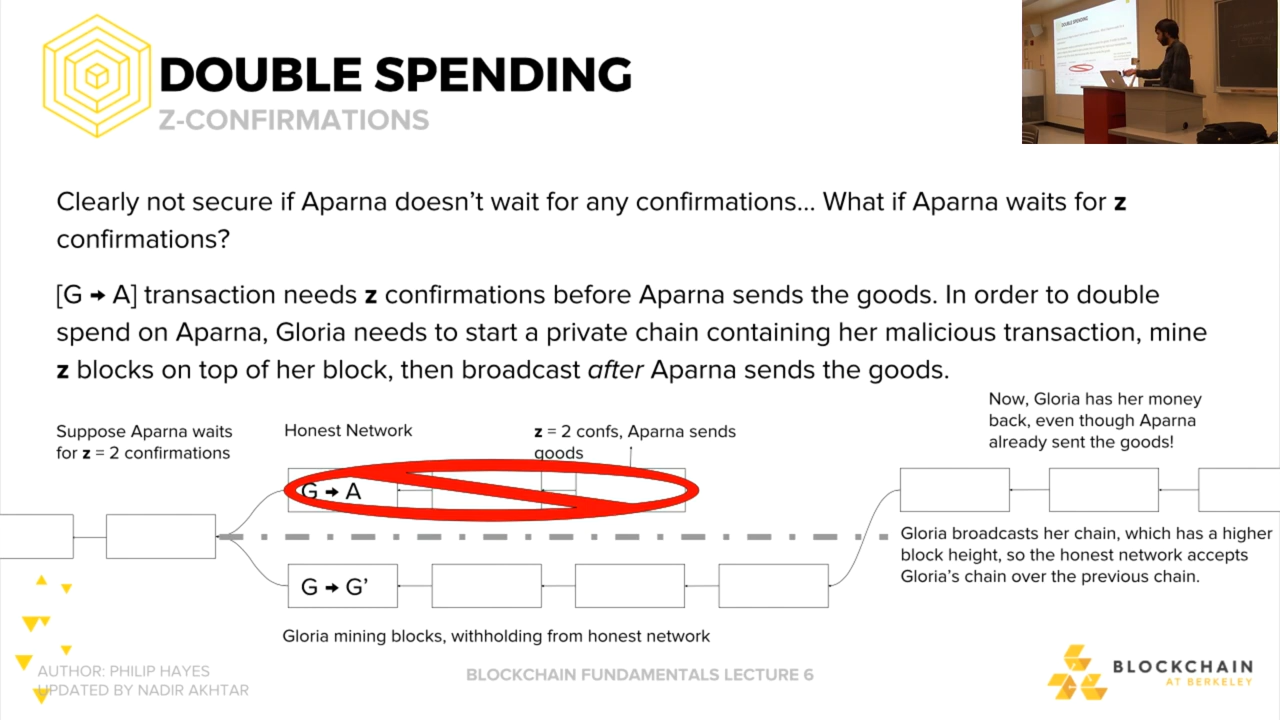 DOUBLE SPENDING
Z-CONFIRMATIONS
Clearly not secure if Aparna doesn’t wait for any confirmations... What if Aparna waits for z
confirmations?
[G → A] transaction needs z confirmations before Aparna sends the goods. In order to double
spend on Aparna, Gloria needs to start a private chain containing her malicious transaction, mine
z blocks on top of her block, then broadcast after Aparna sends the goods.
Suppose Aparna waits
for z = 2 confirmations
Honest Network
z = 2 confs, Aparna sends
goods
Now, Gloria has her money
back, even though Aparna
already sent the goods!
G → A
Gloria broadcasts her chain, which has a higher
block height, so the honest network accepts
Gloria’s chain over the previous chain.
G → G’
Gloria mining blocks, withholding from honest network
AUTHOR: PHILIP HAYES
UPDATED BY NADIR AKHTAR
BLOCKCHAIN FUNDAMENTALS LECTURE 6
BLOCKCHAIN
AT BERKELEY
DOUBLE SPENDING